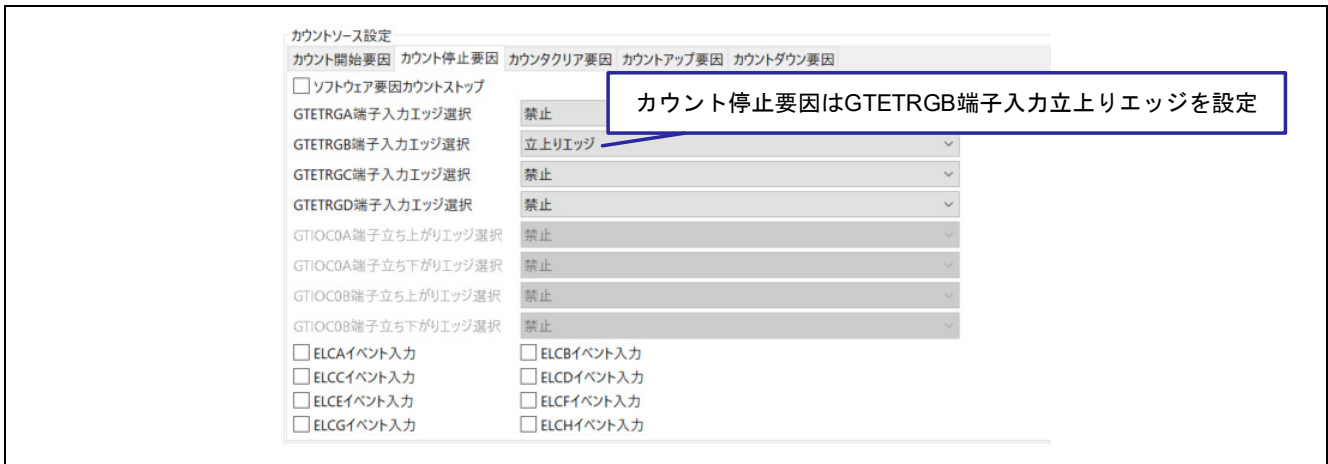 カウントソース設定
カウント開始要因 カウント停止要因 カウンタクリア要因 カウントアップ要因 カウントダウン要因
ソフトウェア要因カウントストップ
カウント停止要因はGTETRGB端子入力立上りエッジを設定
GTETRGA端子入力エッジ選択 禁止
GTETRGB端子入力エッジ選択 立上りエッジ
GTETRGC端子入力エッジ選択 禁止
GTETRGD端子入力エッジ選択 禁止
GTIOC0A端子立ち上がりエッジ選択 禁止
GTIOC0A端子立ち下がりエッジ選択 禁止
GTIOC0B端子立ち上がりエッジ選択 禁止
GTIOC0B端子立ち下がりエッジ選択 禁止
ELCAイベント入力 ELCBイベント入力
ELCCイベント入力 ELCDイベント入力
ELCEイベント入力 ELCFイベント入力
ELCGイベント入力 ELCHイベント入力